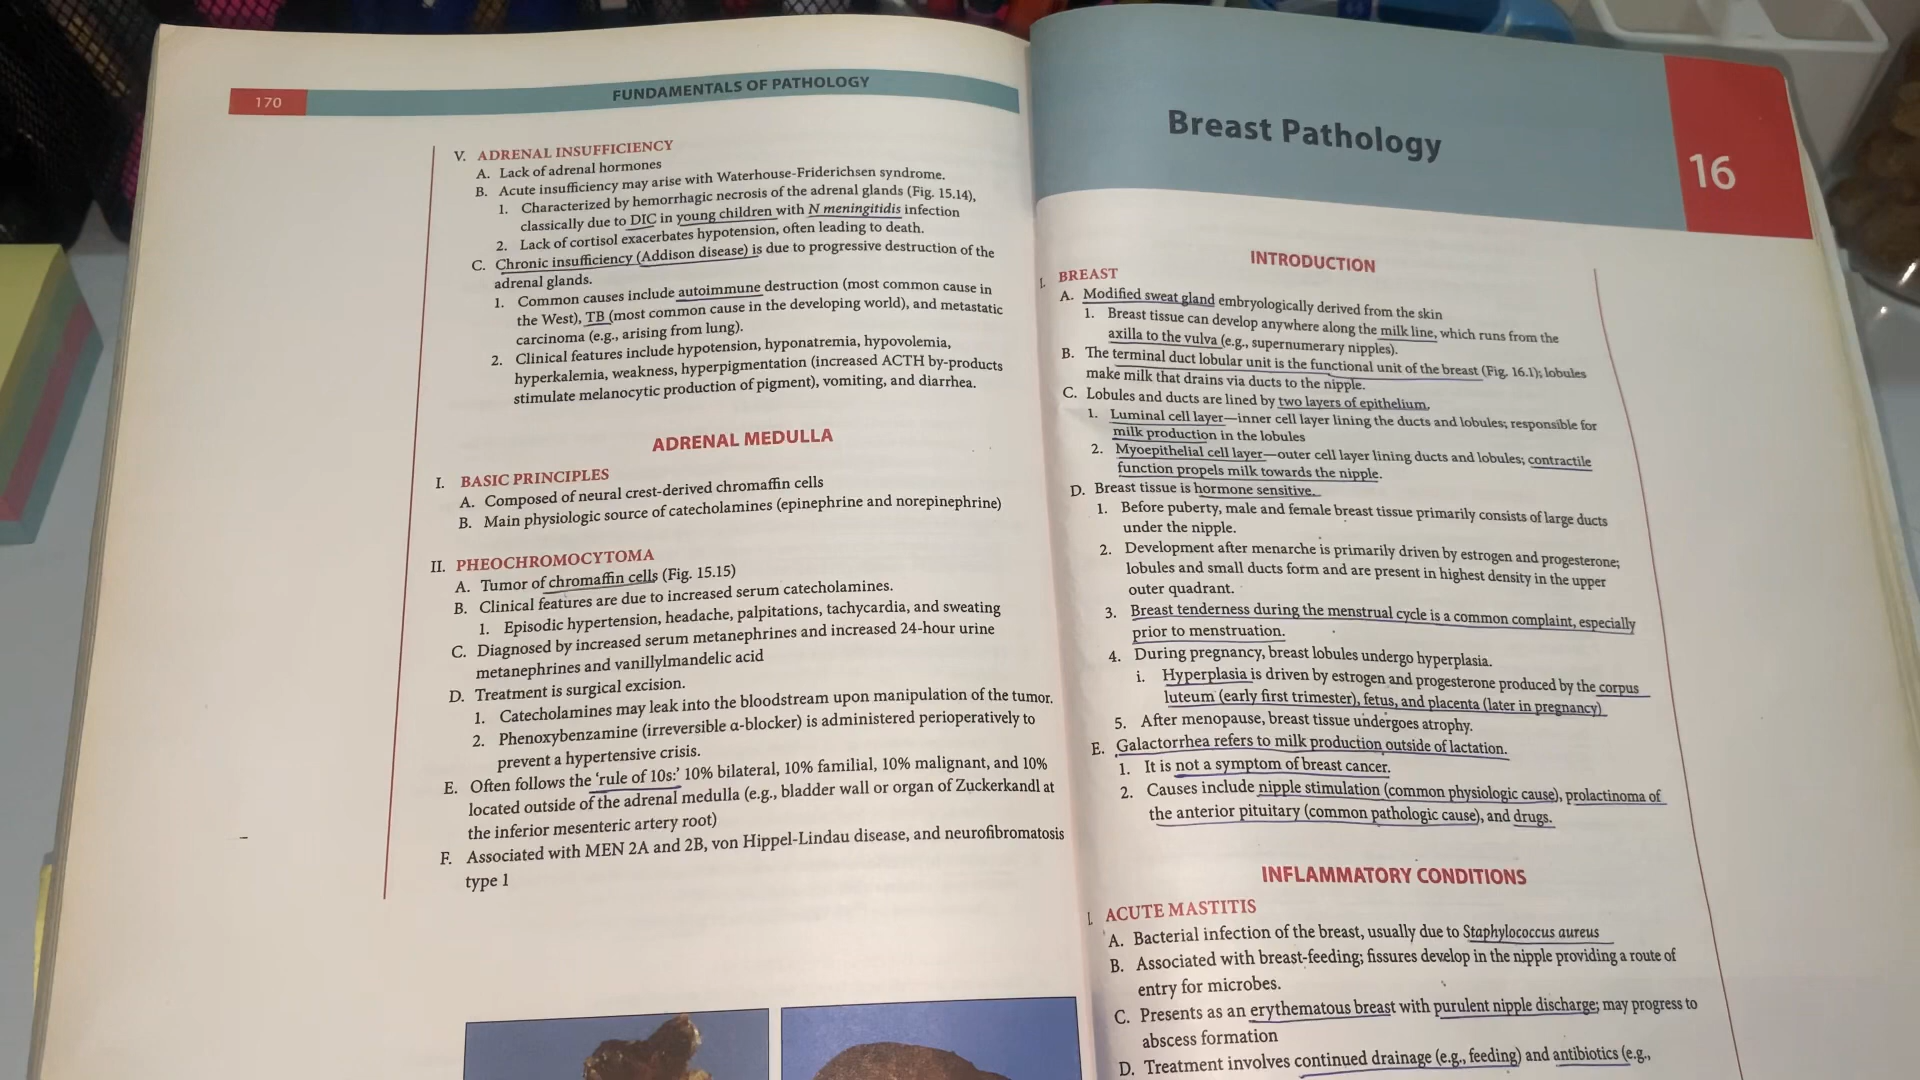 170
FUNDAMENTALS OF PATHOLOGY
V. ADRENAL INSUFFICIENCY
A. Lack of adrenal hormones
B. Acute insufficiency may arise with Waterhouse-Friderichsen syndrome.
1. Characterized by hemorrhagic necrosis of the adrenal glands (Fig. 15.14),
classically due to DIC in young children with N meningitidis infection
2. Lack of cortisol exacerbates hypotension, often leading to death.
C. Chronic insufficiency (Addison disease) is due to progressive destruction of the
adrenal glands.
1. Common causes include autoimmune destruction (most common cause in
the West), TB (most common cause in the developing world), and metastatic
carcinoma (e.g., arising from lung).
2. Clinical features include hypotension, hyponatremia, hypovolemia,
hyperkalemia, weakness, hyperpigmentation (increased ACTH by-products
stimulate melanocytic production of pigment), vomiting, and diarrhea.
ADRENAL MEDULLA
I. BASIC PRINCIPLES
A. Composed of neural crest-derived chromaffin cells
B. Main physiologic source of catecholamines (epinephrine and norepinephrine)
II. PHEOCHROMOCYTOMA
A. Tumor of chromaffin cells (Fig. 15.15)
B. Clinical features are due to increased serum catecholamines.
1. Episodic hypertension, headache, palpitations, tachycardia, and sweating
C. Diagnosed by increased serum metanephrines and increased 24-hour urine
metanephrines and vanillylmandelic acid
D. Treatment is surgical excision.
1. Catecholamines may leak into the bloodstream upon manipulation of the tumor.
2. Phenoxybenzamine (irreversible α-blocker) is administered perioperatively to
prevent a hypertensive crisis.
E. Often follows the ‘rule of 10s:’ 10% bilateral, 10% familial, 10% malignant, and 10%
located outside of the adrenal medulla (e.g., bladder wall or organ of Zuckerkandl at
the inferior mesenteric artery root)
F. Associated with MEN 2A and 2B, von Hippel-Lindau disease, and neurofibromatosis
type 1
Breast Pathology
16
INTRODUCTION
I. BREAST
A. Modified sweat gland embryologically derived from the skin
1. Breast tissue can develop anywhere along the milk line, which runs from the
axilla to the vulva (e.g., supernumerary nipples).
B. The terminal duct lobular unit is the functional unit of the breast (Fig. 16.1); lobules
make milk that drains via ducts to the nipple.
C. Lobules and ducts are lined by two layers of epithelium.
1. Luminal cell layer—inner cell layer lining the ducts and lobules; responsible for
milk production in the lobules
2. Myoepithelial cell layer—outer cell layer lining ducts and lobules; contractile
function propels milk towards the nipple.
D. Breast tissue is hormone sensitive.
1. Before puberty, male and female breast tissue primarily consists of large ducts
under the nipple.
2. Development after menarche is primarily driven by estrogen and progesterone;
lobules and small ducts form and are present in highest density in the upper
outer quadrant.
3. Breast tenderness during the menstrual cycle is a common complaint, especially
prior to menstruation.
4. During pregnancy, breast lobules undergo hyperplasia.
i. Hyperplasia is driven by estrogen and progesterone produced by the corpus
luteum (early first trimester), fetus, and placenta (later in pregnancy)
5. After menopause, breast tissue undergoes atrophy.
E. Galactorrhea refers to milk production outside of lactation.
1. It is not a symptom of breast cancer.
2. Causes include nipple stimulation (common physiologic cause), prolactinoma of
the anterior pituitary (common pathologic cause), and drugs.
INFLAMMATORY CONDITIONS
I. ACUTE MASTITIS
A. Bacterial infection of the breast, usually due to Staphylococcus aureus
B. Associated with breast-feeding; fissures develop in the nipple providing a route of
entry for microbes.
C. Presents as an erythematous breast with purulent nipple discharge; may progress to
abscess formation
D. Treatment involves continued drainage (e.g., feeding) and antibiotics (e.g.,